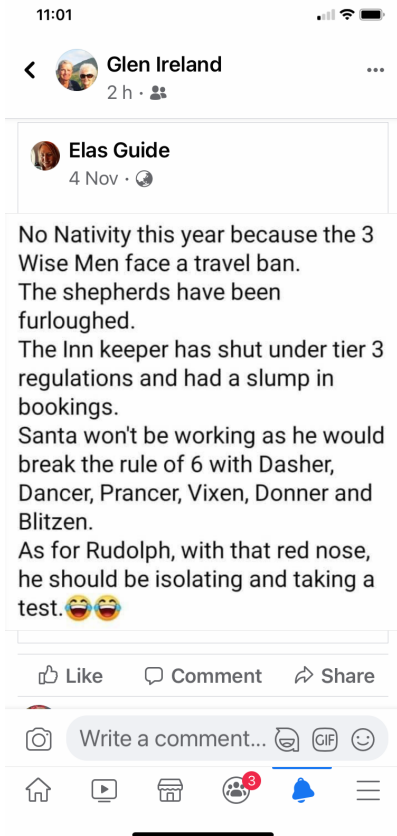 11:01
Glen Ireland
2 h ·
Elas Guide
4 Nov ·
No Nativity this year because the 3
Wise Men face a travel ban.
The shepherds have been
furloughed.
The Inn keeper has shut under tier 3
regulations and had a slump in
bookings.
Santa won't be working as he would
break the rule of 6 with Dasher,
Dancer, Prancer, Vixen, Donner and
Blitzen.
As for Rudolph, with that red nose,
he should be isolating and taking a
test.😂😂
Like Comment Share
Write a comment... GIF
3